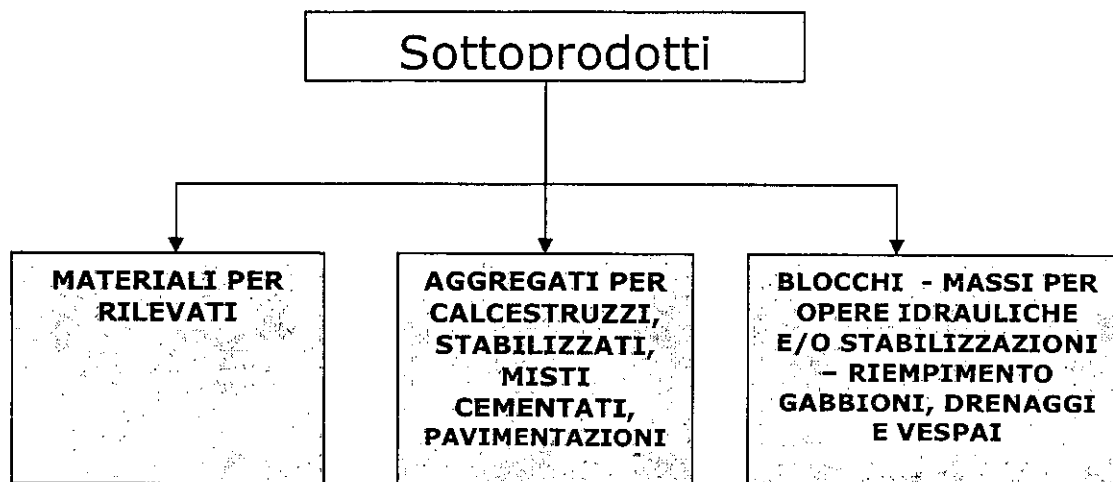 Sottoprodotti
MATERIALI PER
RILEVATI
AGGREGATI PER
CALCESTRUZZI,
STABILIZZATI,
MISTI
CEMENTATI,
PAVIMENTAZIONI
BLOCCHI - MASSI PER
OPERE IDRAULICHE
E/O STABILIZZAZIONI
– RIEMPIMENTO
GABBIONI, DRENAGGI
E VESPAI